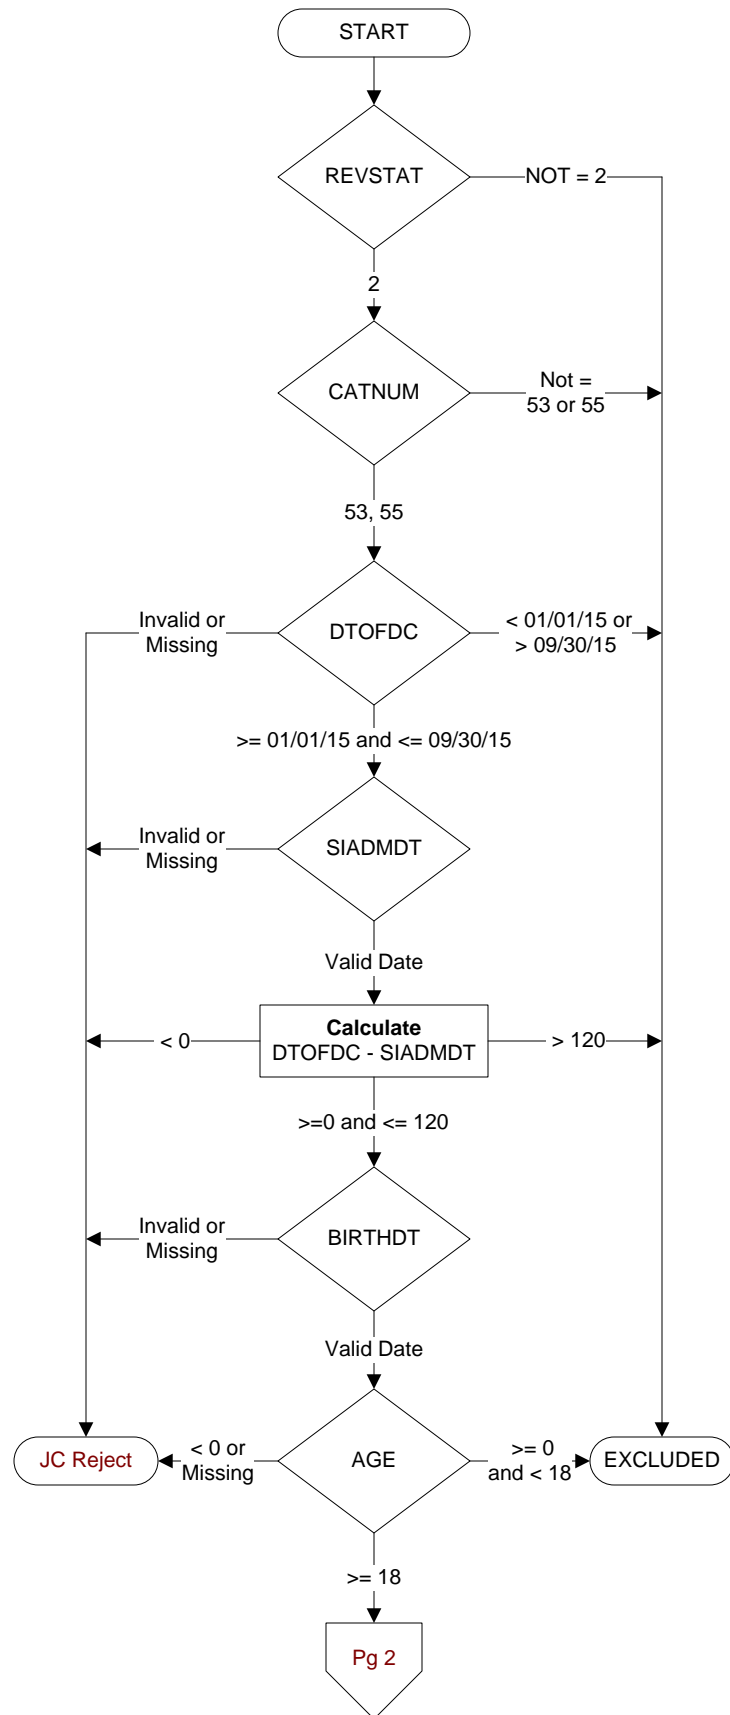 START
REVSTAT
NOT = 2
2
CATNUM
Not =
53 or 55
53, 55
Invalid or
Missing
DTOFDC
< 01/01/15 or
> 09/30/15
>= 01/01/15 and <= 09/30/15
Invalid or
Missing
SIADMDT
Valid Date
< 0
Calculate
DTOFDC - SIADMDT
> 120
>=0 and <= 120
Invalid or
Missing
BIRTHDT
Valid Date
JC Reject
< 0 or
Missing
AGE
>= 0
and < 18
EXCLUDED
>= 18
Pg 2